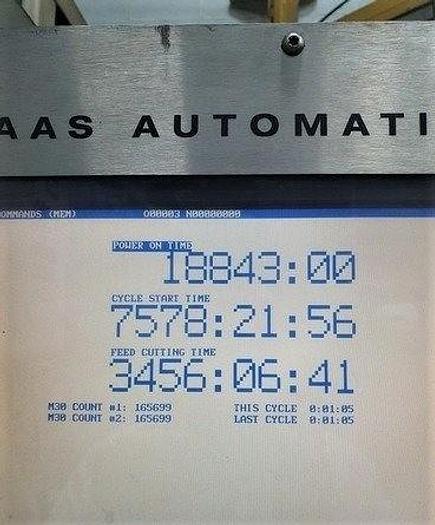 AAS AUTOMATI
OMMANDS (MEM) O00003 N00000000
POWER ON TIME
18843:00
CYCLE START TIME
7578:21:56
FEED CUTTING TIME
3456:06:41
M30 COUNT #1: 165699 THIS CYCLE 0:01:05
M30 COUNT #2: 165699 LAST CYCLE 0:01:05